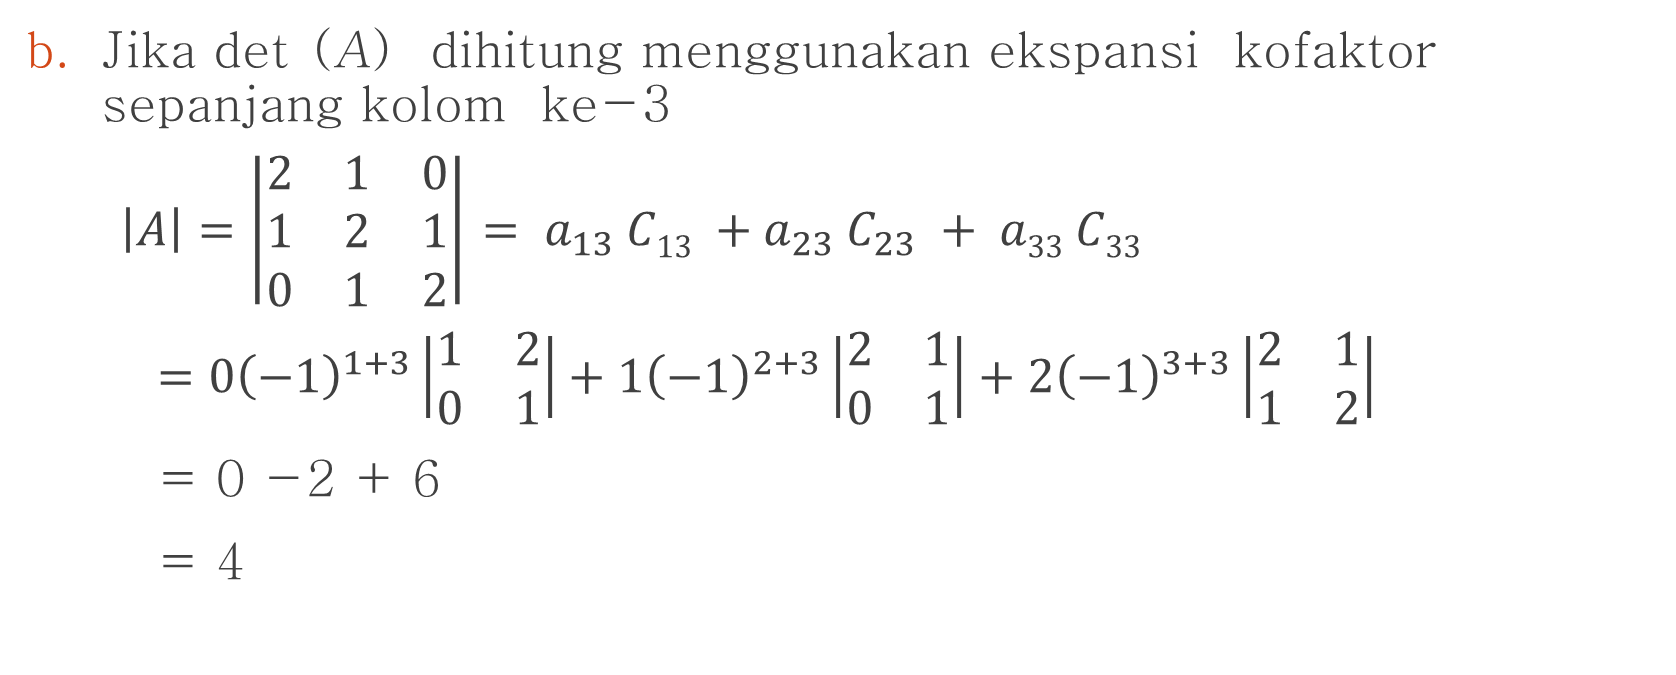 b. Jika det (A) dihitung menggunakan ekspansi kofaktor
sepanjang kolom ke-3
|A| = |2 1 0; 1 2 1; 0 1 2| = a₁₃ C₁₃ + a₂₃ C₂₃ + a₃₃ C₃₃
= 0(−1)¹⁺³ |1 2; 0 1| + 1(−1)²⁺³ |2 1; 0 1| + 2(−1)³⁺³ |2 1; 1 2|
= 0 −2 + 6
= 4